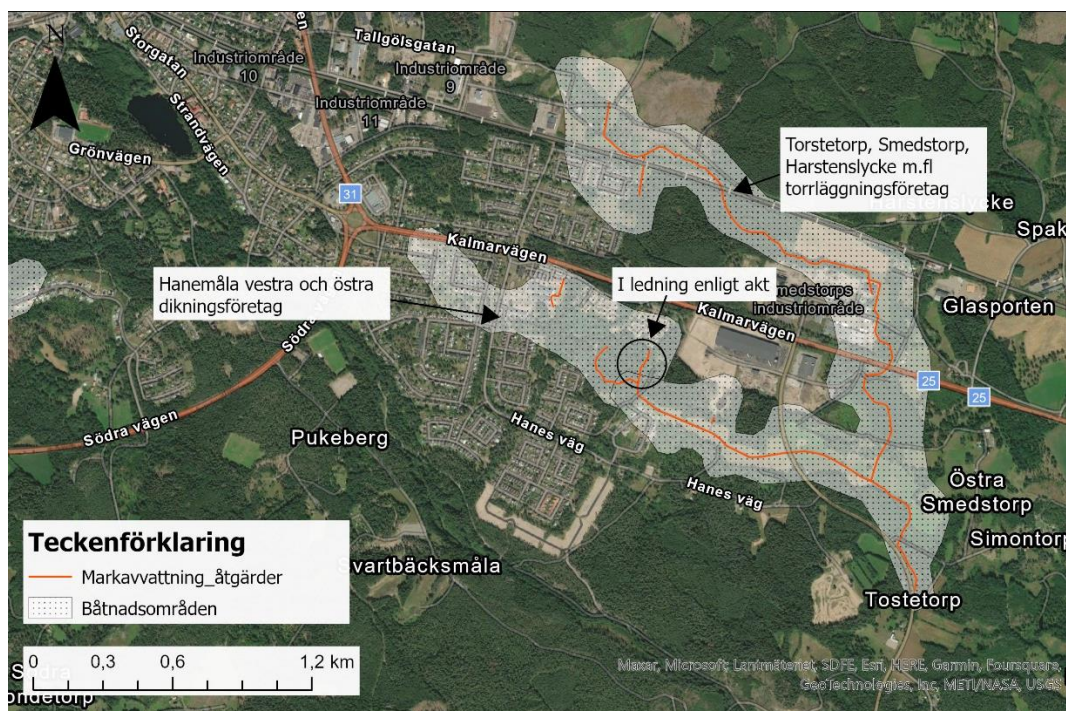 N
Storgatan
Strandvägen
Grönvägen
Tallgölsgatan
Industriområde
10
Industriområde
9
Industriområde
11
31
Kalmarvägen
Torstetorp, Smedstorp,
Harstenslycke m.fl
torrläggningsföretag
Harstenslycke
Spak
Hanemåla vestra och östra
dikningsföretag
I ledning enligt akt
Smedstorps
industriområde
Kalmarvägen
Glasporten
25
25
Södra vägen
Södra
Pukeberg
Hanes väg
Hanes väg
Östra
Smedstorp
Simontorp
Svartbäcksmåla
Tostetorp
Teckenförklaring
Markavvattning_åtgärder
Båtnadsområden
0 0,3 0,6 1,2 km
Södra
ondetorp
Maxar, Microsoft, Lantmäteriet, SDFE, Esri, HERE, Garmin, Foursquare,
GeoTechnologies, Inc, METI/NASA, USGS